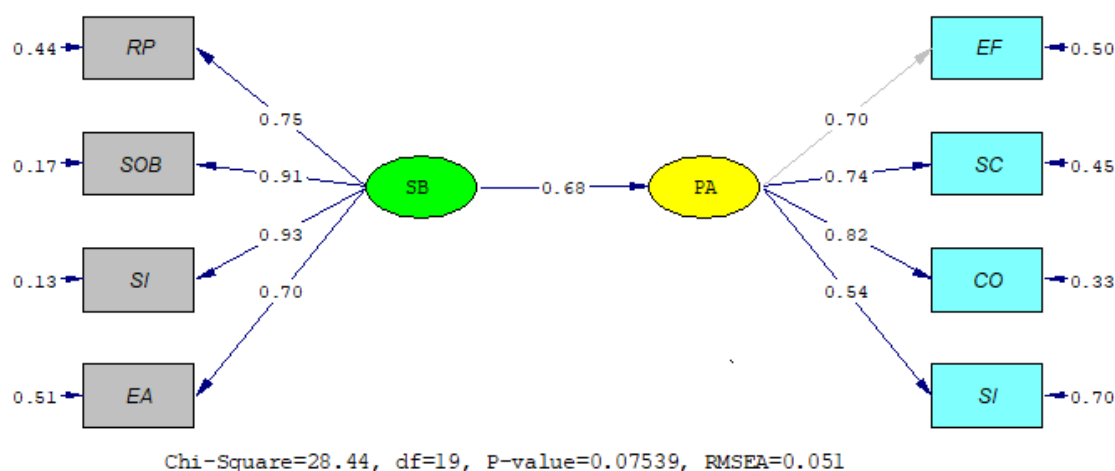 0.44 RP EF 0.50
0.75 0.70
0.17 SOB SC 0.45
0.91 0.74
SB 0.68 PA
0.93 0.82
0.13 SI CO 0.33
0.70 0.54
0.51 EA SI 0.70
Chi-Square=28.44, df=19, P-value=0.07539, RMSEA=0.051